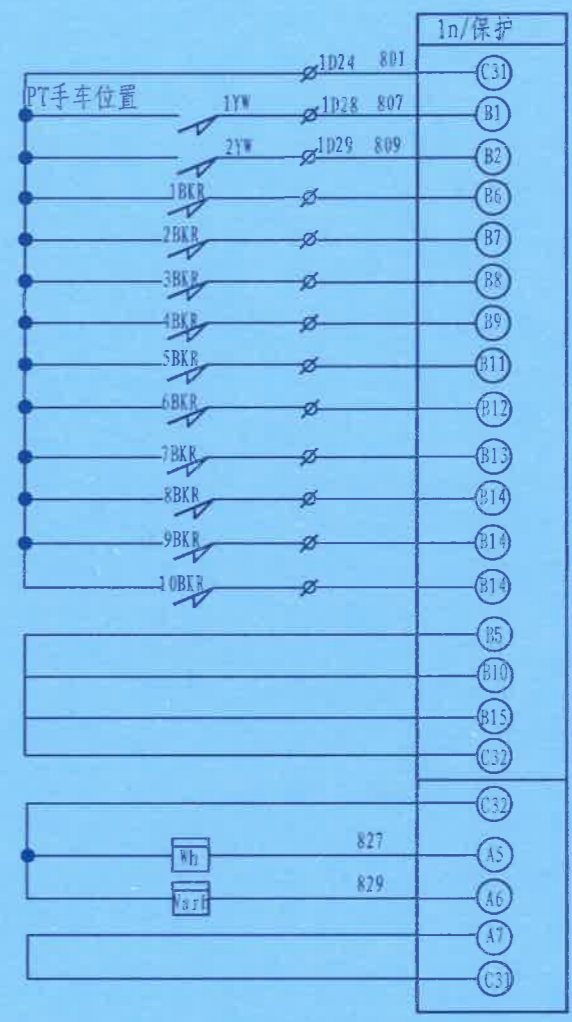 1n/保护
1D24 801 C31
PT手车位置
1YW 1D28 807 B1
2YW 1D29 809 B2
1BKR B6
2BKR B7
3BKR B8
4BKR B9
5BKR B11
6BKR B12
7BKR B13
8BKR B14
9BKR B14
10BKR B14
B5
B10
B15
C32
C32
Wh 827 A5
Varh 829 A6
A7
C31